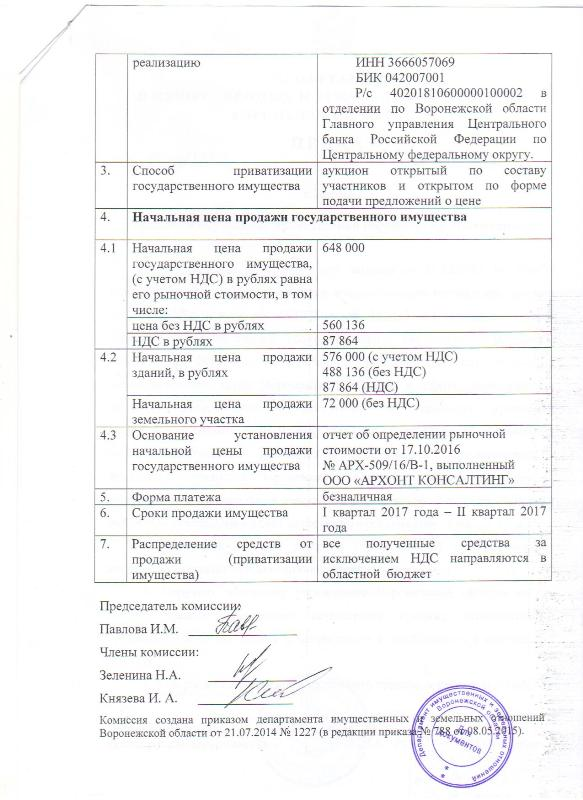 реализацию
ИНН 3666057069
БИК 042007001
Р/с 40201810600000100002 в
отделении по Воронежской области
Главного управления Центрального
банка Российской Федерации по
Центральному федеральному округу.
3.
Способ приватизации
государственного имущества
аукцион открытый по составу
участников и открытом по форме
подачи предложений о цене
4.
Начальная цена продажи государственного имущества
4.1
Начальная цена продажи
государственного имущества,
(с учетом НДС) в рублях равна
его рыночной стоимости, в том
числе:
648 000
цена без НДС в рублях
560 136
НДС в рублях
87 864
4.2
Начальная цена продажи
зданий, в рублях
576 000 (с учетом НДС)
488 136 (без НДС)
87 864 (НДС)
Начальная цена продажи
земельного участка
72 000 (без НДС)
4.3
Основание установления
начальной цены продажи
государственного имущества
отчет об определении рыночной
стоимости от 17.10.2016
№ АРХ-509/16/В-1, выполненный
ООО «АРХОНТ КОНСАЛТИНГ»
5.
Форма платежа
безналичная
6.
Сроки продажи имущества
I квартал 2017 года – II квартал 2017
года
7.
Распределение средств от
продажи (приватизации
имущества)
все полученные средства за
исключением НДС направляются в
областной бюджет
Председатель комиссии:
Павлова И.М.
Члены комиссии:
Зеленина Н.А.
Князева И. А.
Комиссия создана приказом департамента имущественных и земельных отношений
Воронежской области от 21.07.2014 № 1227 (в редакции приказа № 788 от 08.05.2015).
Департамент имущественных и земельных отношений
Воронежской области
Для
документов